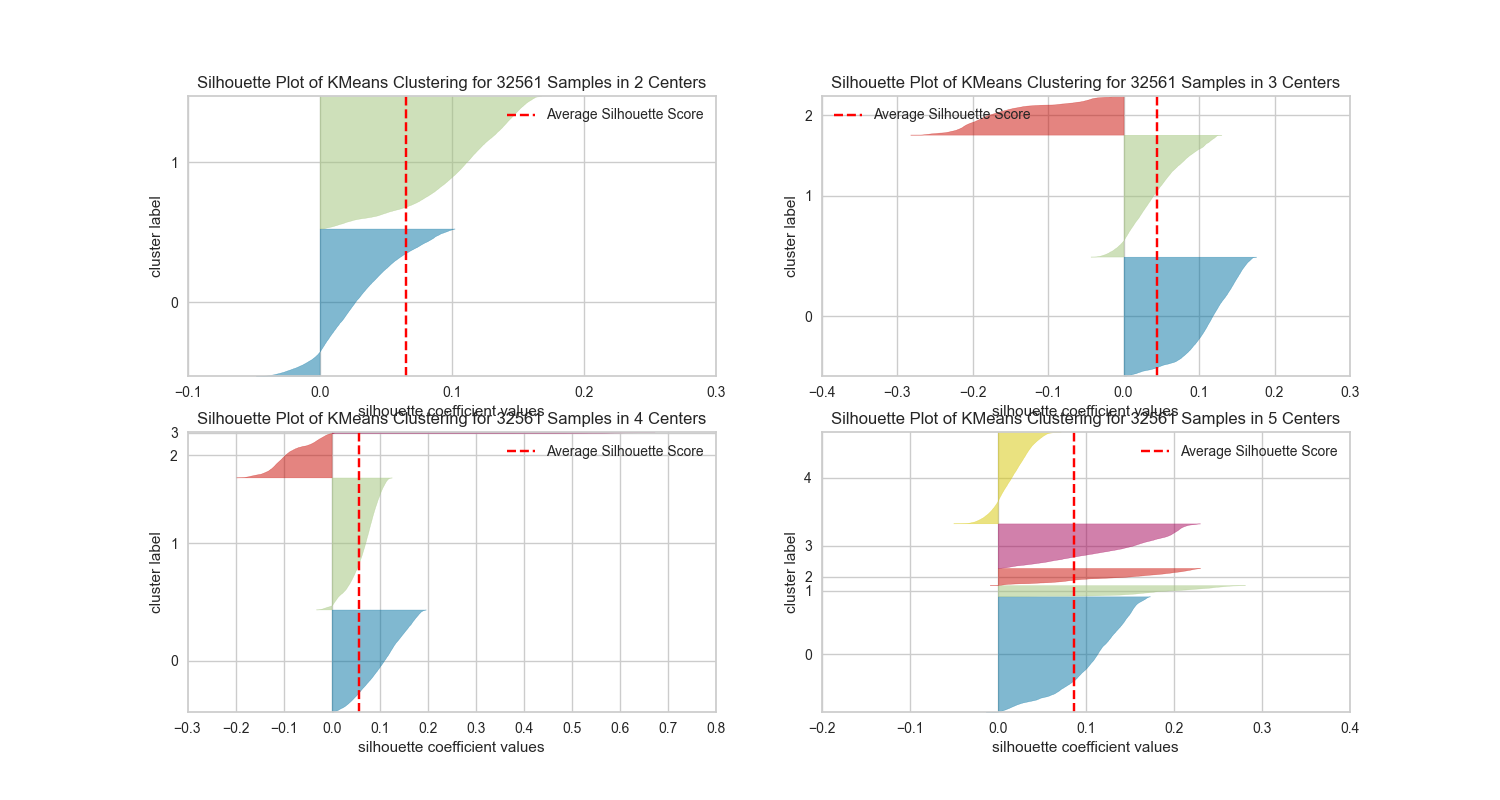 Silhouette Plot of KMeans Clustering for 32561 Samples in 2 Centers
Average Silhouette Score
cluster label
1
0
−0.1 0.0 0.1 0.2 0.3
silhouette coefficient values
Silhouette Plot of KMeans Clustering for 32561 Samples in 3 Centers
Average Silhouette Score
cluster label
2
1
0
−0.4 −0.3 −0.2 −0.1 0.0 0.1 0.2 0.3
silhouette coefficient values
Silhouette Plot of KMeans Clustering for 32561 Samples in 4 Centers
Average Silhouette Score
cluster label
3
2
1
0
−0.3 −0.2 −0.1 0.0 0.1 0.2 0.3 0.4 0.5 0.6 0.7 0.8
silhouette coefficient values
Silhouette Plot of KMeans Clustering for 32561 Samples in 5 Centers
Average Silhouette Score
cluster label
4
3
2
1
0
−0.2 −0.1 0.0 0.1 0.2 0.3 0.4
silhouette coefficient values